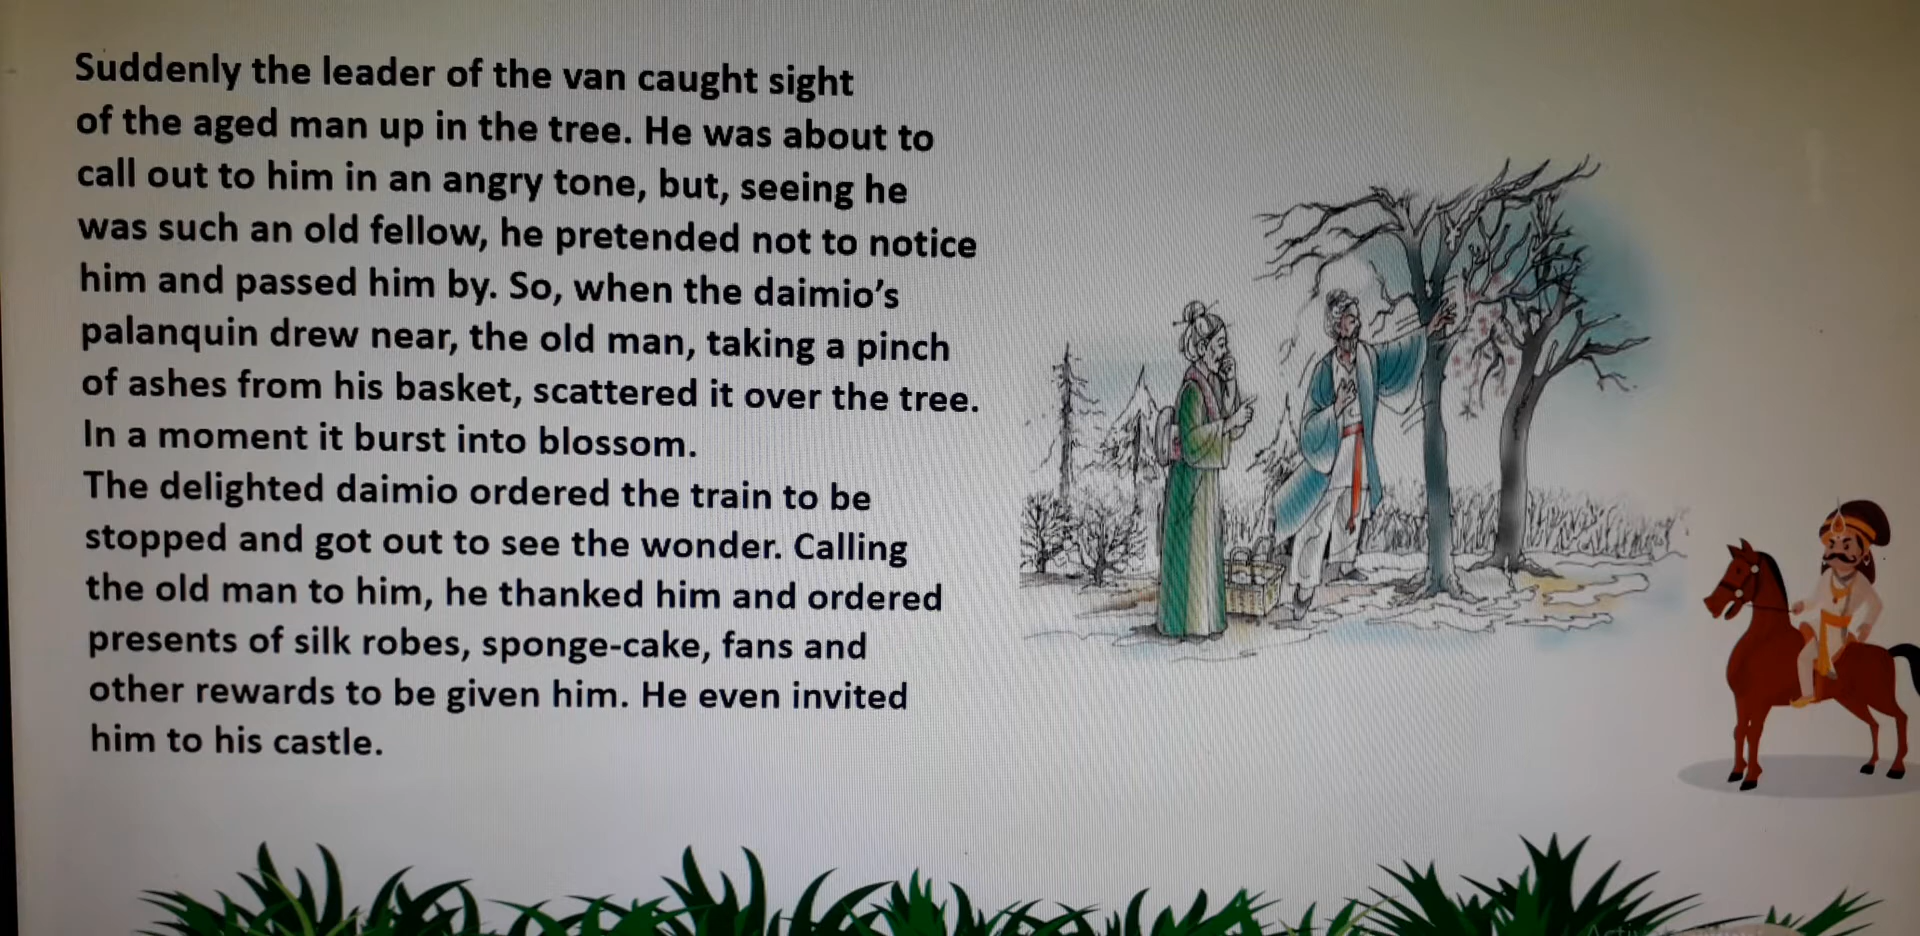 Suddenly the leader of the van caught sight
of the aged man up in the tree. He was about to
call out to him in an angry tone, but, seeing he
was such an old fellow, he pretended not to notice
him and passed him by. So, when the daimio's
palanquin drew near, the old man, taking a pinch
of ashes from his basket, scattered it over the tree.
In a moment it burst into blossom.
The delighted daimio ordered the train to be
stopped and got out to see the wonder. Calling
the old man to him, he thanked him and ordered
presents of silk robes, sponge-cake, fans and
other rewards to be given him. He even invited
him to his castle.